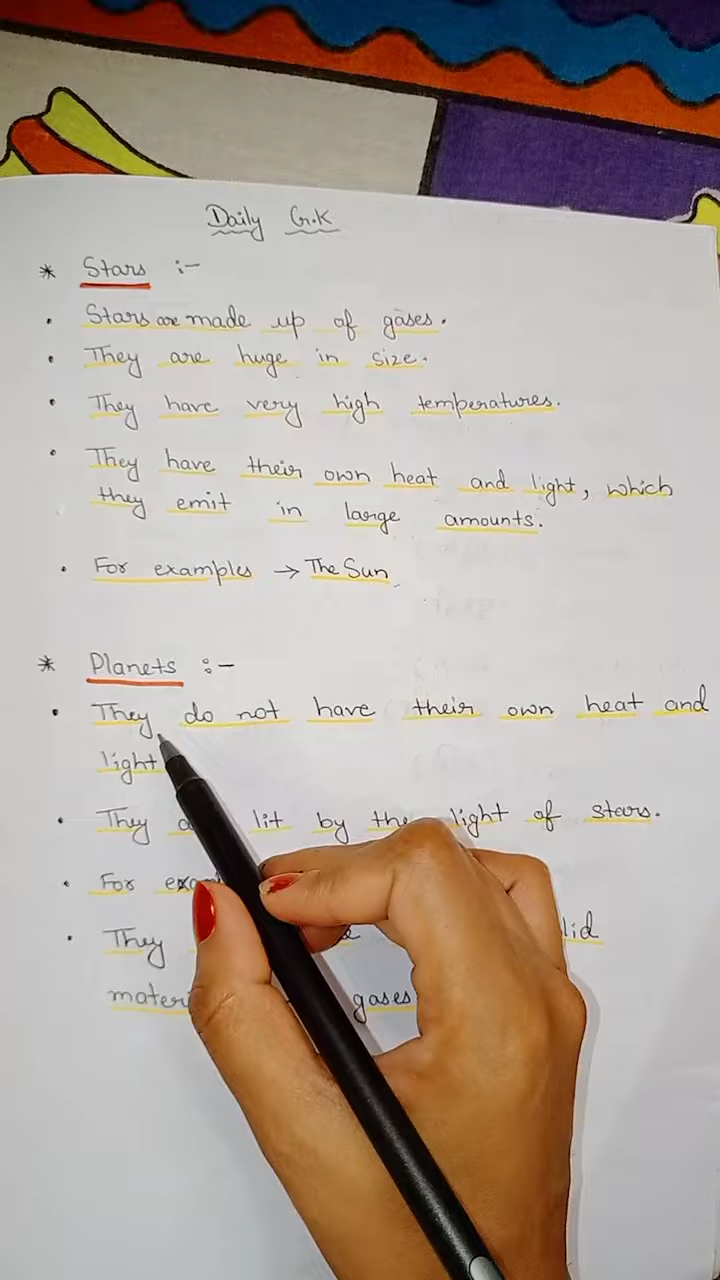 Daily G.K
* Stars :-
• Stars are made up of gases.
• They are huge in size.
• They have very high temperatures.
• They have their own heat and light, which
they emit in large amounts.
• For examples → The Sun
* Planets :-
• They do not have their own heat and
light
• They lit by the light of stars.
• For
• They
gases